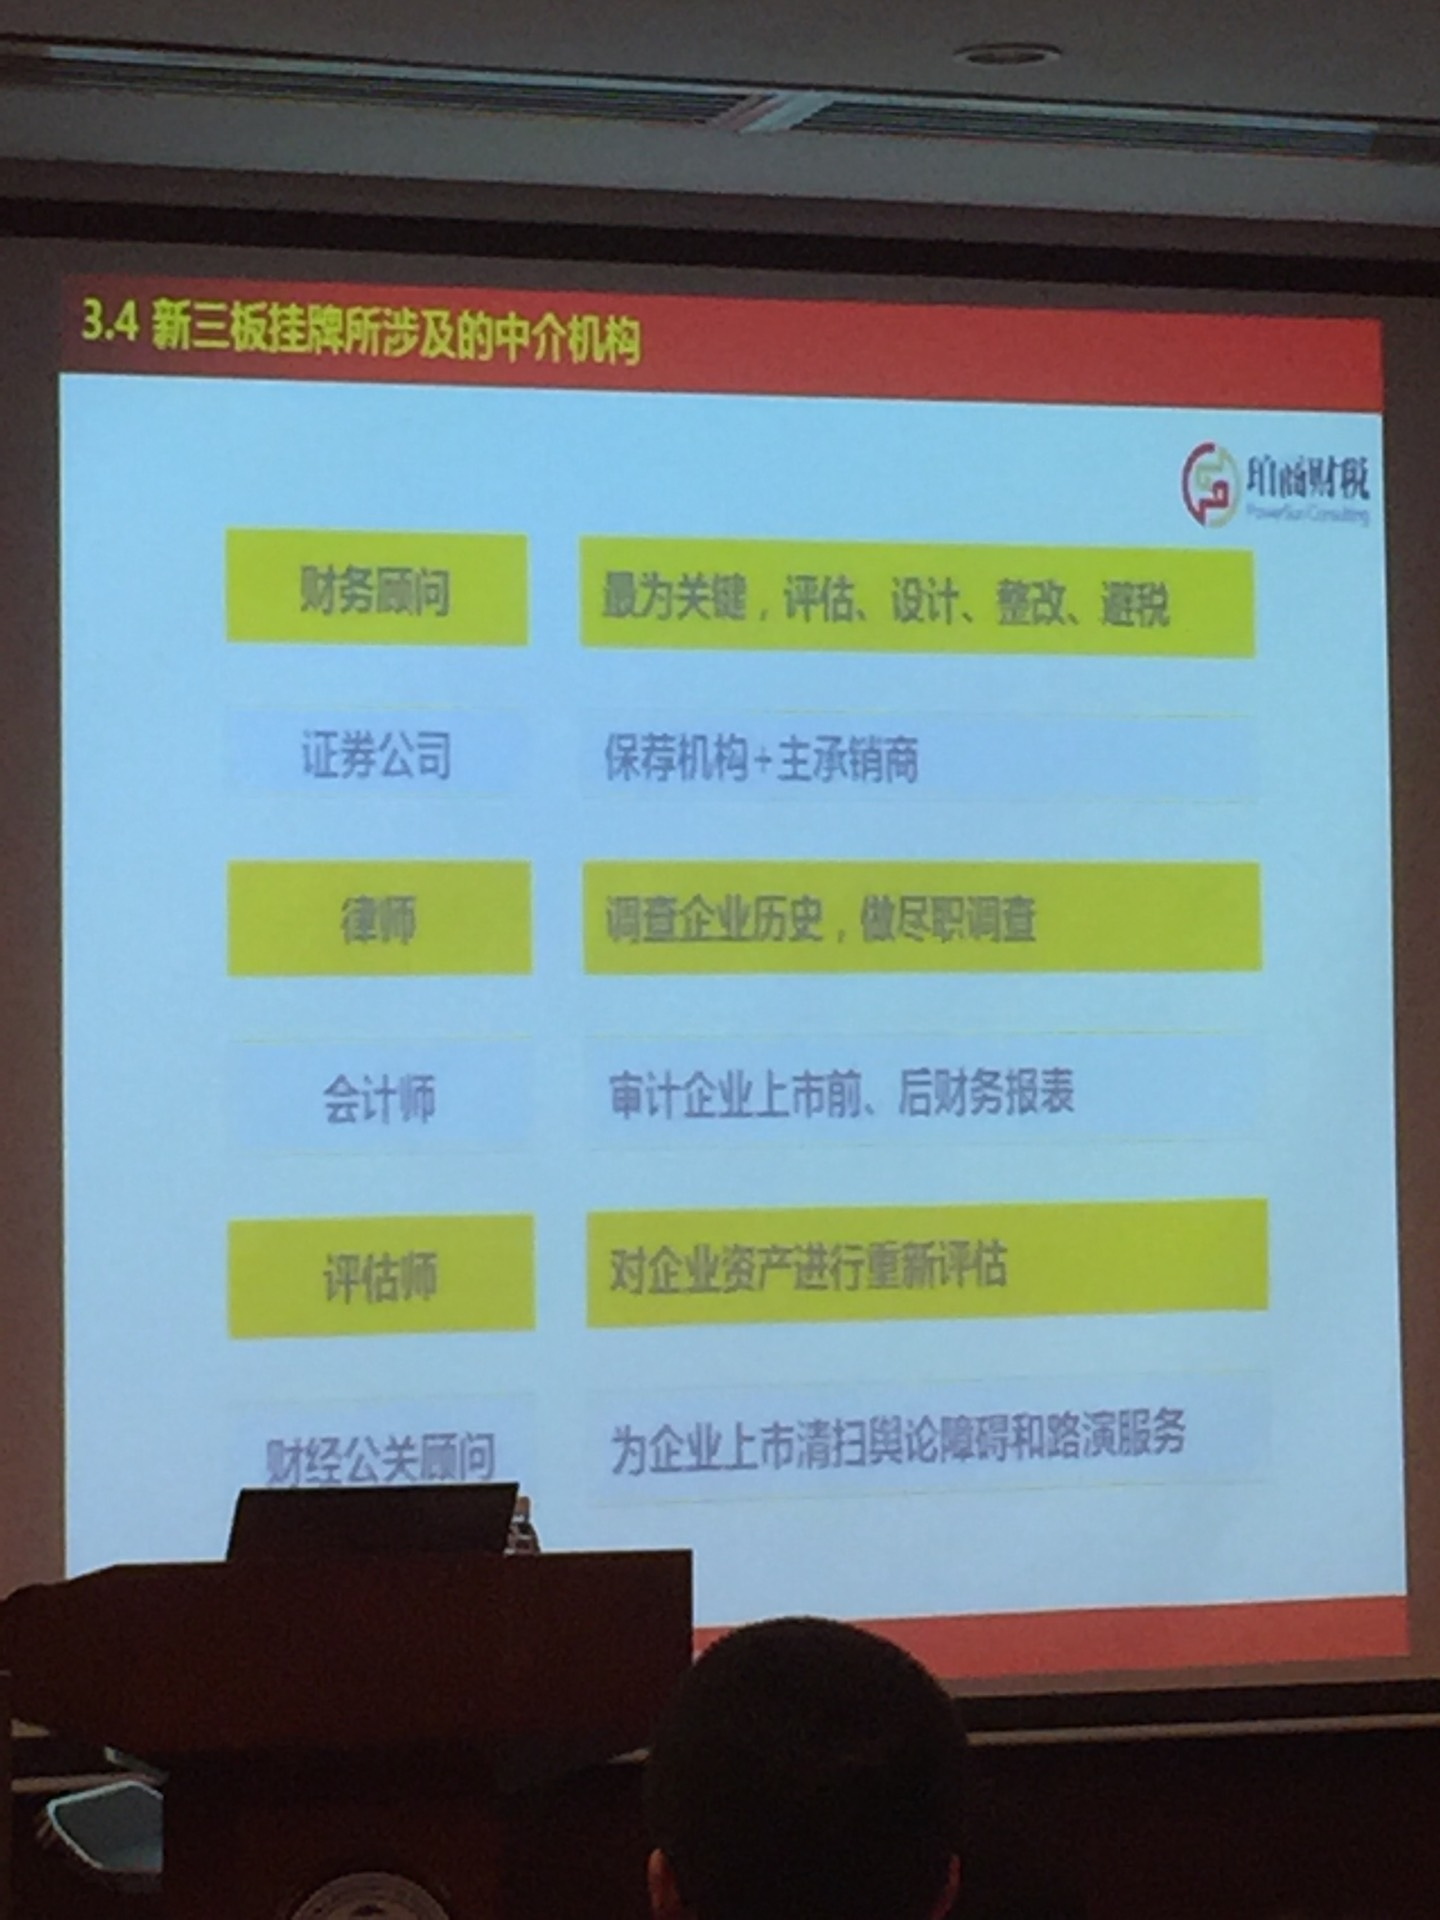 3.4 新三板挂牌所涉及的中介机构
珀商财税
PowerSun Consulting
财务顾问
最为关键，评估、设计、整改、避税
证券公司
保荐机构+主承销商
律师
调查企业历史，做尽职调查
会计师
审计企业上市前、后财务报表
评估师
对企业资产进行重新评估
财经公关顾问
为企业上市清扫舆论障碍和路演服务